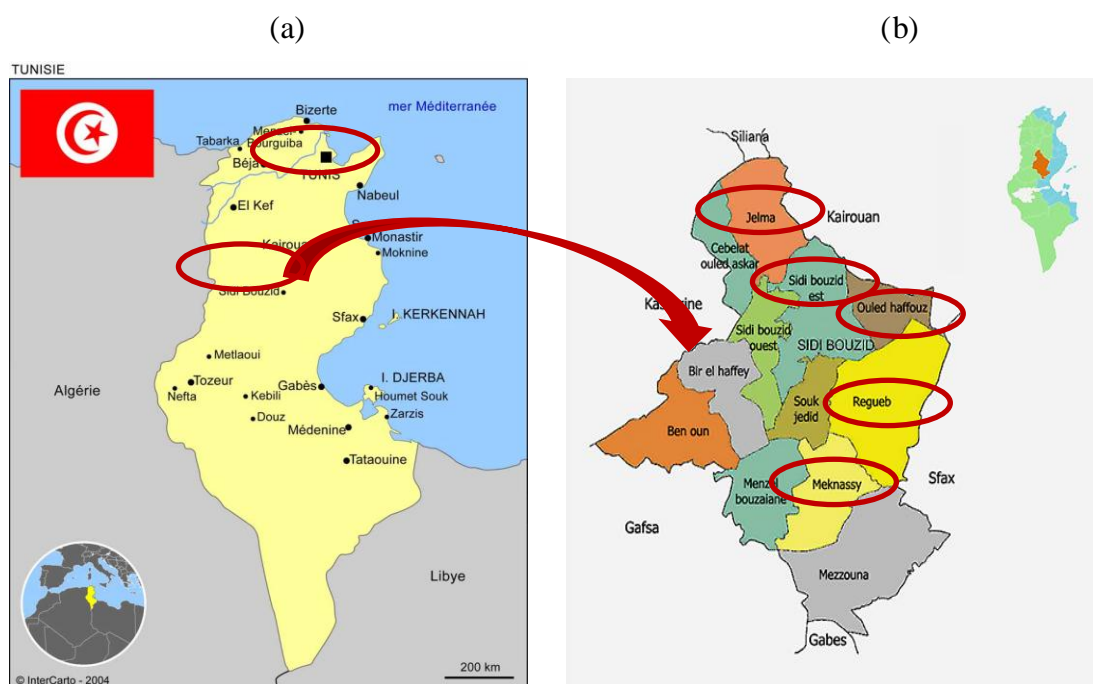 (a)
(b)
TUNISIE
mer Méditerranée
Bizerte
Menzel
Bourguiba
Tabarka
Béja
TUNIS
Nabeul
El Kef
Kairouan
Monastir
Moknine
Sidi Bouzid
Sfax
I. KERKENNAH
Metlaoui
Tozeur
Nefta
Kebili
Gabès
I. DJERBA
Houmet Souk
Zarzis
Douz
Médenine
Tataouine
Algérie
Libye
200 km
© InterCarto - 2004
Siliana
Jelma
Kairouan
Cebelat
ouled askar
Sidi bouzid
est
Ouled haffouz
Sidi bouzid
ouest
SIDI BOUZID
Bir el haffey
Souk
jedid
Regueb
Ben oun
Menzel
bouzaiane
Meknassy
Sfax
Gafsa
Mezzouna
Gabes